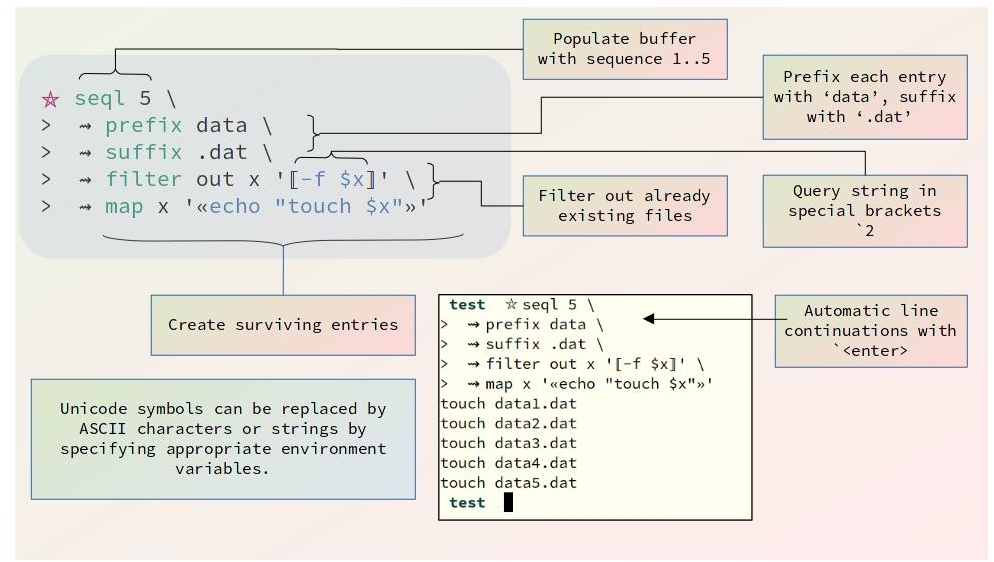 Populate buffer
with sequence 1..5
Prefix each entry
with ‘data’, suffix
with ‘.dat’
☆ seql 5 \
> ⇝ prefix data \
> ⇝ suffix .dat \
> ⇝ filter out x '⟦-f $x⟧' \
> ⇝ map x '«echo "touch $x"»'
Filter out already
existing files
Query string in
special brackets
`2
Create surviving entries
Automatic line
continuations with
`<enter>
Unicode symbols can be replaced by
ASCII characters or strings by
specifying appropriate environment
variables.
test ☆ seql 5 \
> ⇝ prefix data \
> ⇝ suffix .dat \
> ⇝ filter out x '⟦-f $x⟧' \
> ⇝ map x '«echo "touch $x"»'
touch data1.dat
touch data2.dat
touch data3.dat
touch data4.dat
touch data5.dat
test